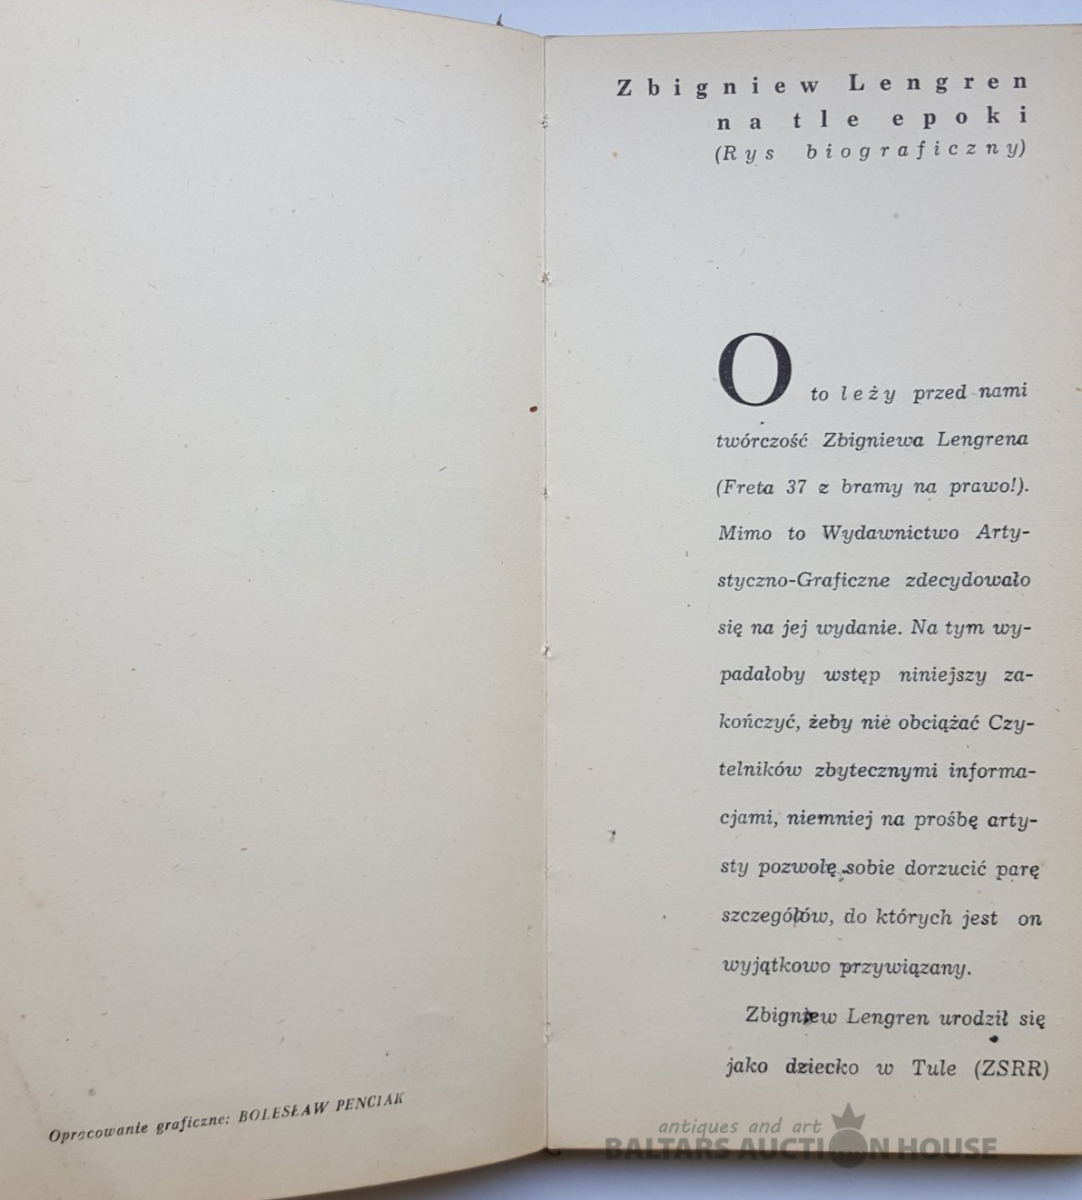 Opracowanie graficzne: BOLESŁAW PENCIAK
Zbigniew Lengren
na tle epoki
(Rys biograficzny)
Oto leży przed nami
twórczość Zbigniewa Lengrena
(Freta 37 z bramy na prawo!).
Mimo to Wydawnictwo Arty-
styczno-Graficzne zdecydowało
się na jej wydanie. Na tym wy-
padałoby wstęp niniejszy za-
kończyć, żeby nie obciążać Czy-
telników zbytecznymi informa-
cjami, niemniej na prośbę arty-
sty pozwolę sobie dorzucić parę
szczegółów, do których jest on
wyjątkowo przywiązany.
Zbigniew Lengren urodził się
jako dziecko w Tule (ZSRR)
antiques and art
BALTARS AUCTION HOUSE